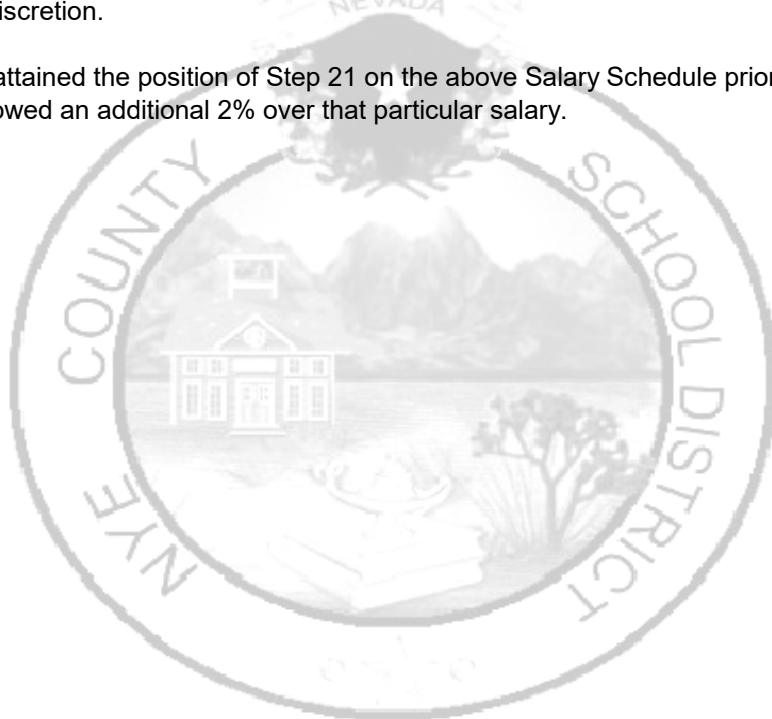 iscretion.
NEVADA
attained the position of Step 21 on the above Salary Schedule prior
owed an additional 2% over that particular salary.
NYE COUNTY SCHOOL DISTRICT